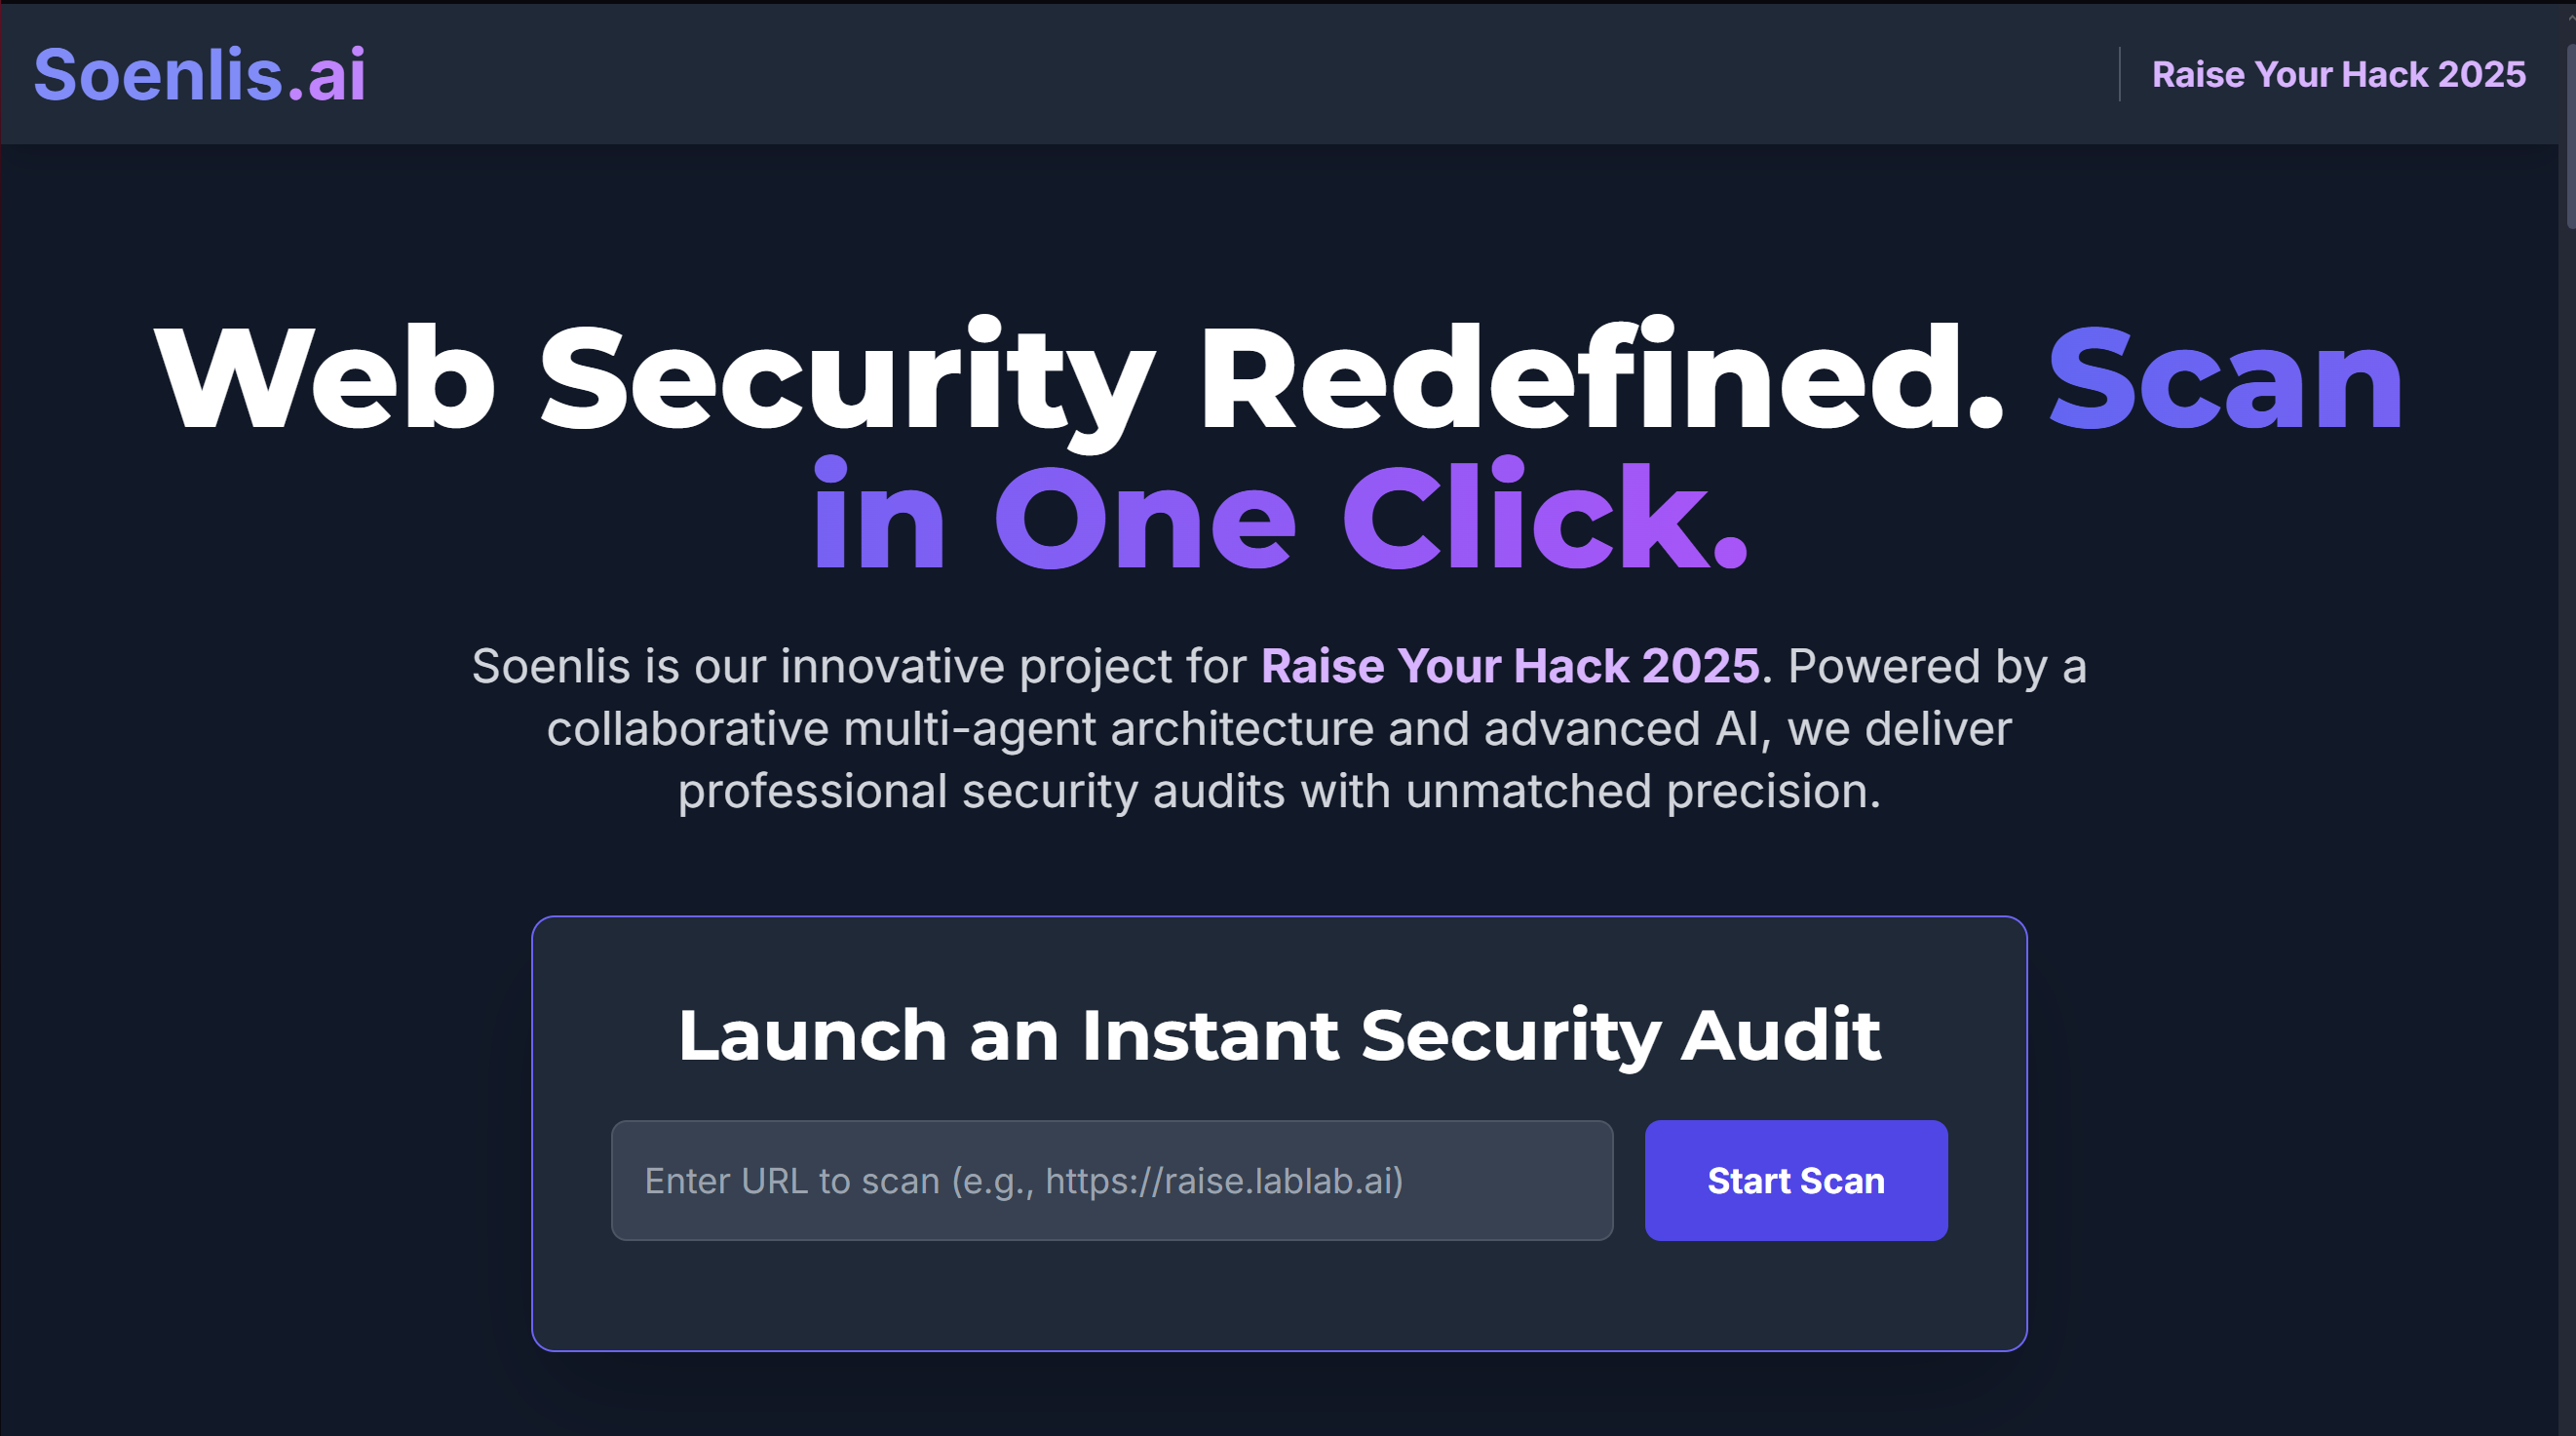 Soenlis.ai
Raise Your Hack 2025
Web Security Redefined. Scan
in One Click.
Soenlis is our innovative project for Raise Your Hack 2025. Powered by a
collaborative multi-agent architecture and advanced AI, we deliver
professional security audits with unmatched precision.
Launch an Instant Security Audit
Enter URL to scan (e.g., https://raise.lablab.ai)
Start Scan